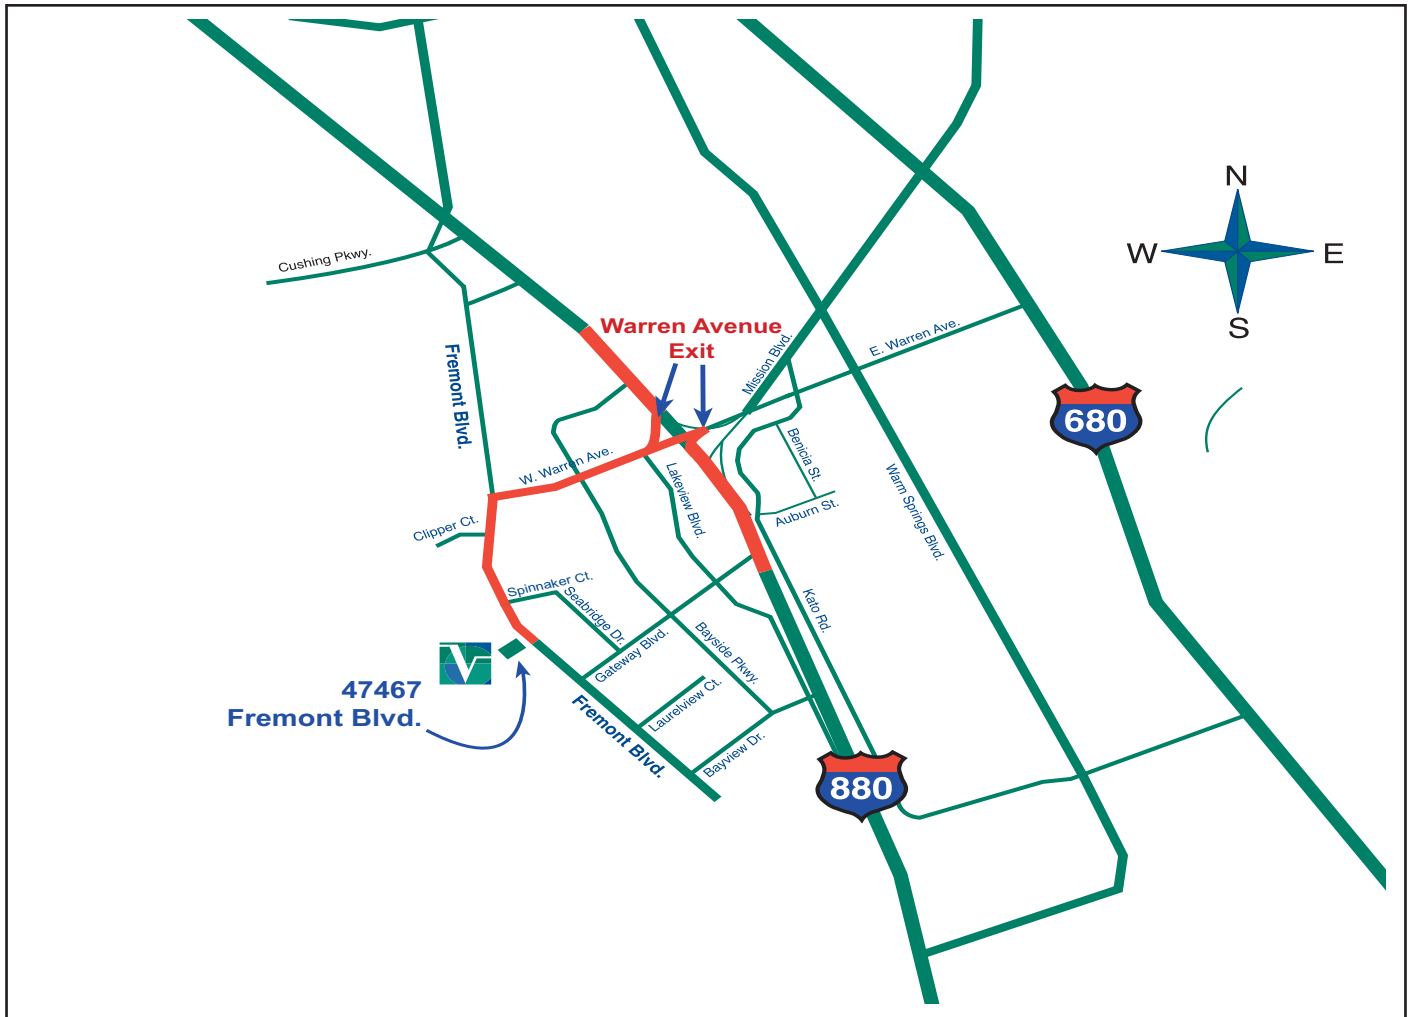 N
W
E
S
Cushing Pkwy.
Warren Avenue
Exit
Mission Blvd.
E. Warren Ave.
Fremont Blvd.
680
W. Warren Ave.
Lakeview Blvd.
Benicia St.
Auburn St.
Warm Springs Blvd.
Clipper Ct.
Spinnaker Ct.
Seabridge Dr.
Kato Rd.
Gateway Blvd.
Bayside Pkwy.
V
47467
Fremont Blvd.
Laurelview Ct.
Fremont Blvd.
Bayview Dr.
880